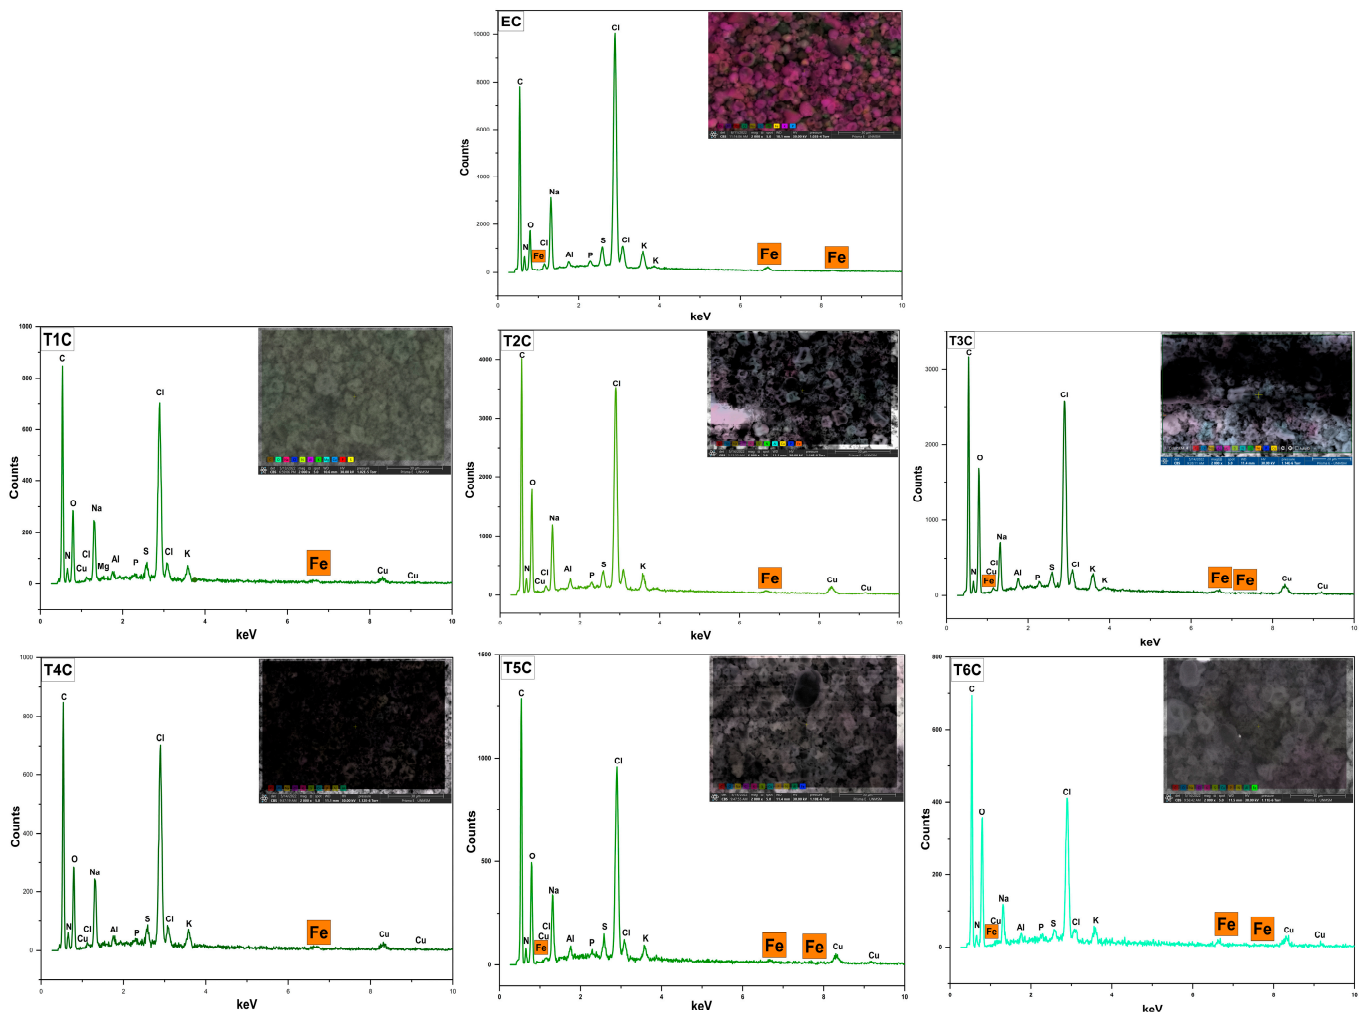 EC
Cl
10000
8000
6000
4000
2000
0
C
Na
O
N
Fe
Cl
Al
P
S
Cl
K
K
Fe
Fe
Counts
0 2 4 6 8 10
keV
T1C
1000
800
600
400
200
0
C
Cl
O
Na
N
Cu
Cl
Mg
Al
P
S
Cl
K
Fe
Cu
Cu
Counts
0 2 4 6 8 10
keV
T2C
4000
3000
2000
1000
0
C
Cl
O
Na
N
Cu
Cl
Al
P
S
K
Fe
Cu
Cu
Counts
0 2 4 6 8 10
keV
T3C
3000
2000
1000
0
C
Cl
O
Na
N
Fe
Cu
Cl
Al
P
S
Cl
K
K
Fe
Fe
Cu
Cu
Counts
0 2 4 6 8 10
keV
T4C
1000
800
600
400
200
0
C
Cl
O
Na
N
Cu
Cl
Al
P
S
Cl
K
Fe
Cu
Cu
Counts
0 2 4 6 8 10
keV
T5C
1500
1000
500
0
C
Cl
O
Na
N
Fe
Cu
Cl
Al
P
S
Cl
K
Fe
Fe
Cu
Cu
Counts
0 2 4 6 8 10
keV
T6C
800
600
400
200
0
C
Cl
O
Na
N
Fe
Cu
Al
P
S
Cl
K
Fe
Fe
Cu
Cu
Counts
0 2 4 6 8 10
keV